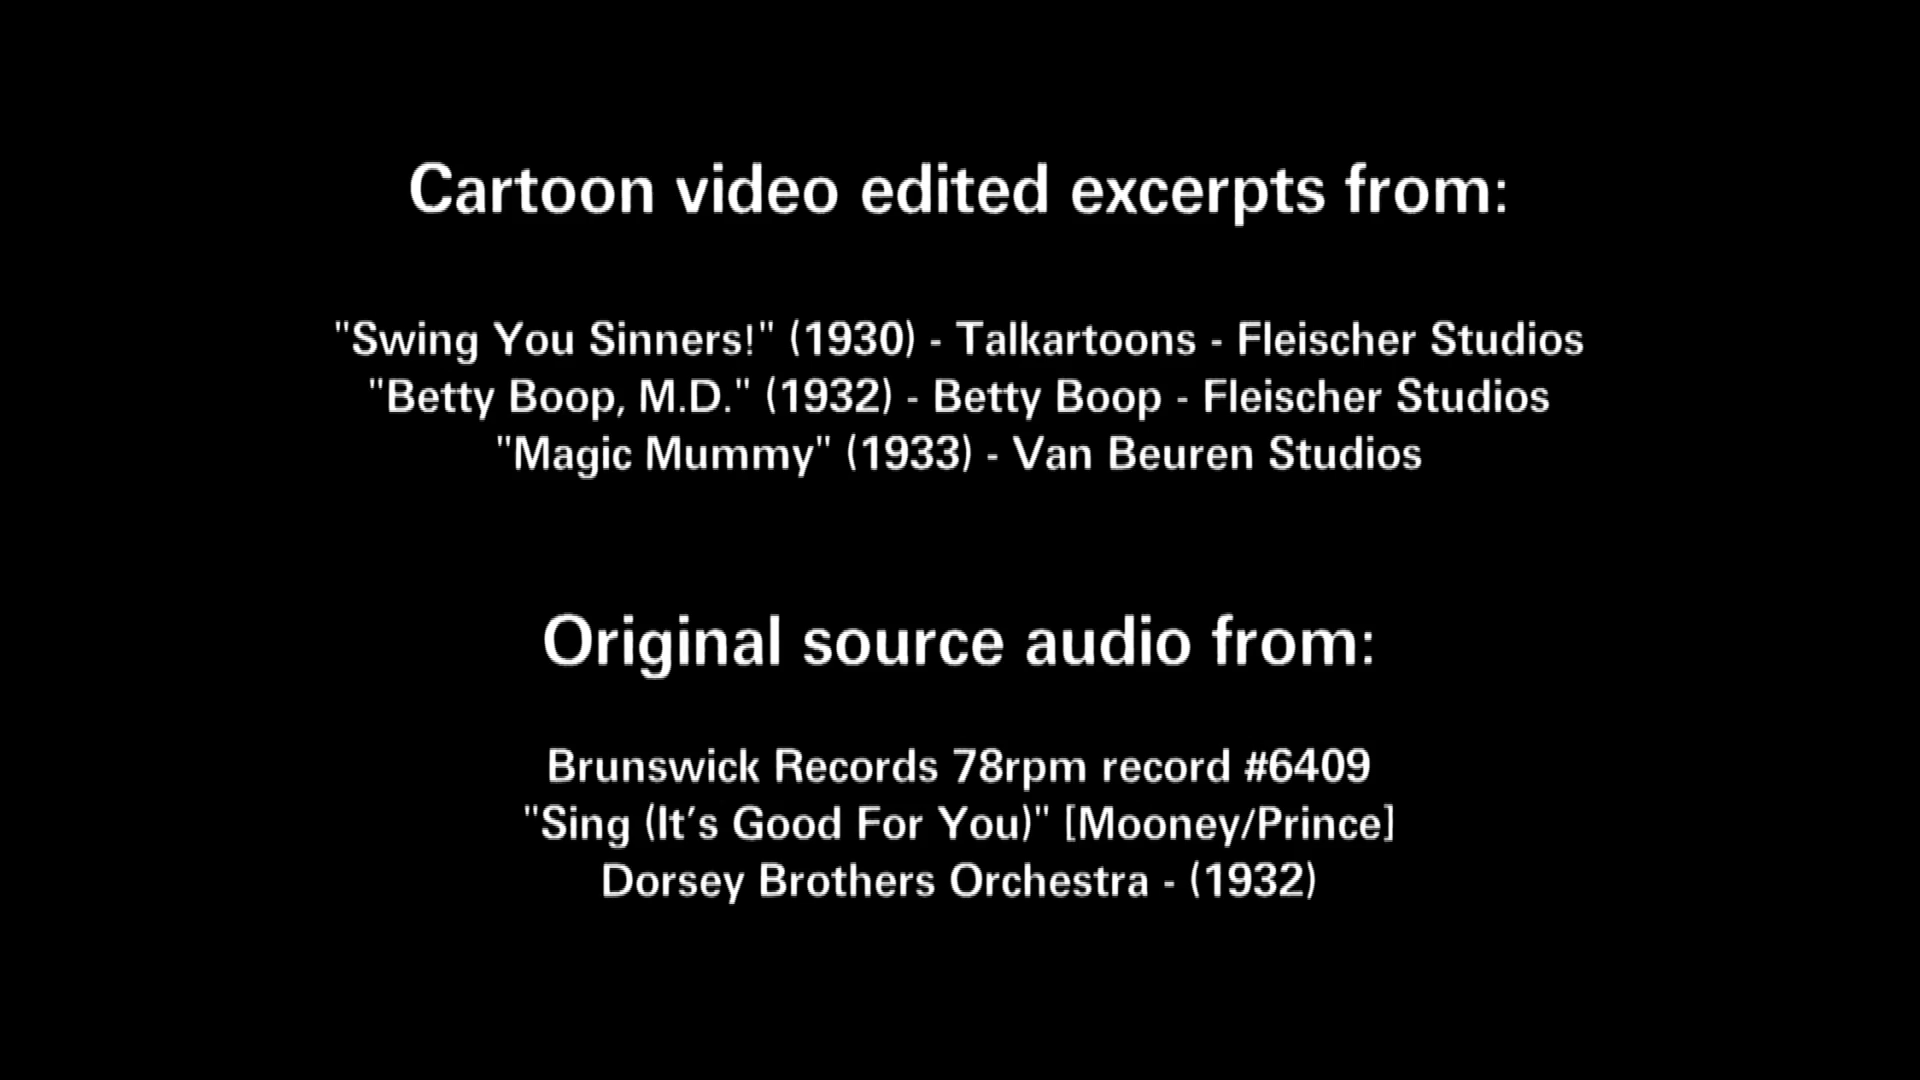 Cartoon video edited excerpts from:
"Swing You Sinners!" (1930) - Talkartoons - Fleischer Studios
"Betty Boop, M.D." (1932) - Betty Boop - Fleischer Studios
"Magic Mummy" (1933) - Van Beuren Studios
Original source audio from:
Brunswick Records 78rpm record #6409
"Sing (It’s Good For You)" [Mooney/Prince]
Dorsey Brothers Orchestra - (1932)